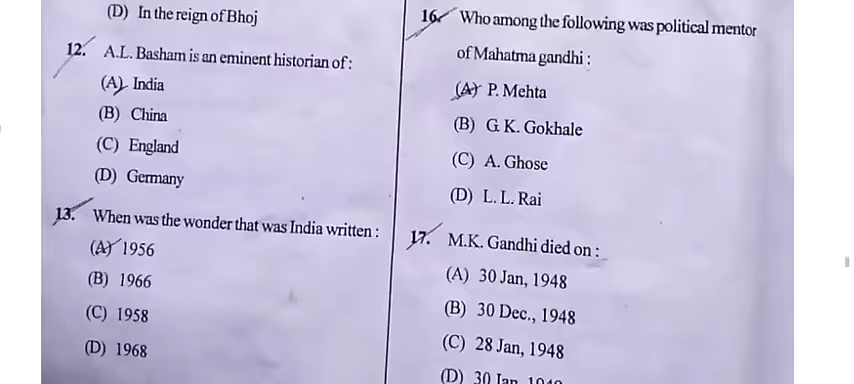 (D) In the reign of Bhoj
12. A.L. Basham is an eminent historian of :
(A) India
(B) China
(C) England
(D) Germany
13. When was the wonder that was India written :
(A) 1956
(B) 1966
(C) 1958
(D) 1968
16. Who among the following was political mentor
of Mahatma gandhi :
(A) P. Mehta
(B) G.K. Gokhale
(C) A. Ghose
(D) L.L. Rai
17. M.K. Gandhi died on :
(A) 30 Jan, 1948
(B) 30 Dec., 1948
(C) 28 Jan, 1948
(D) 30 Jan